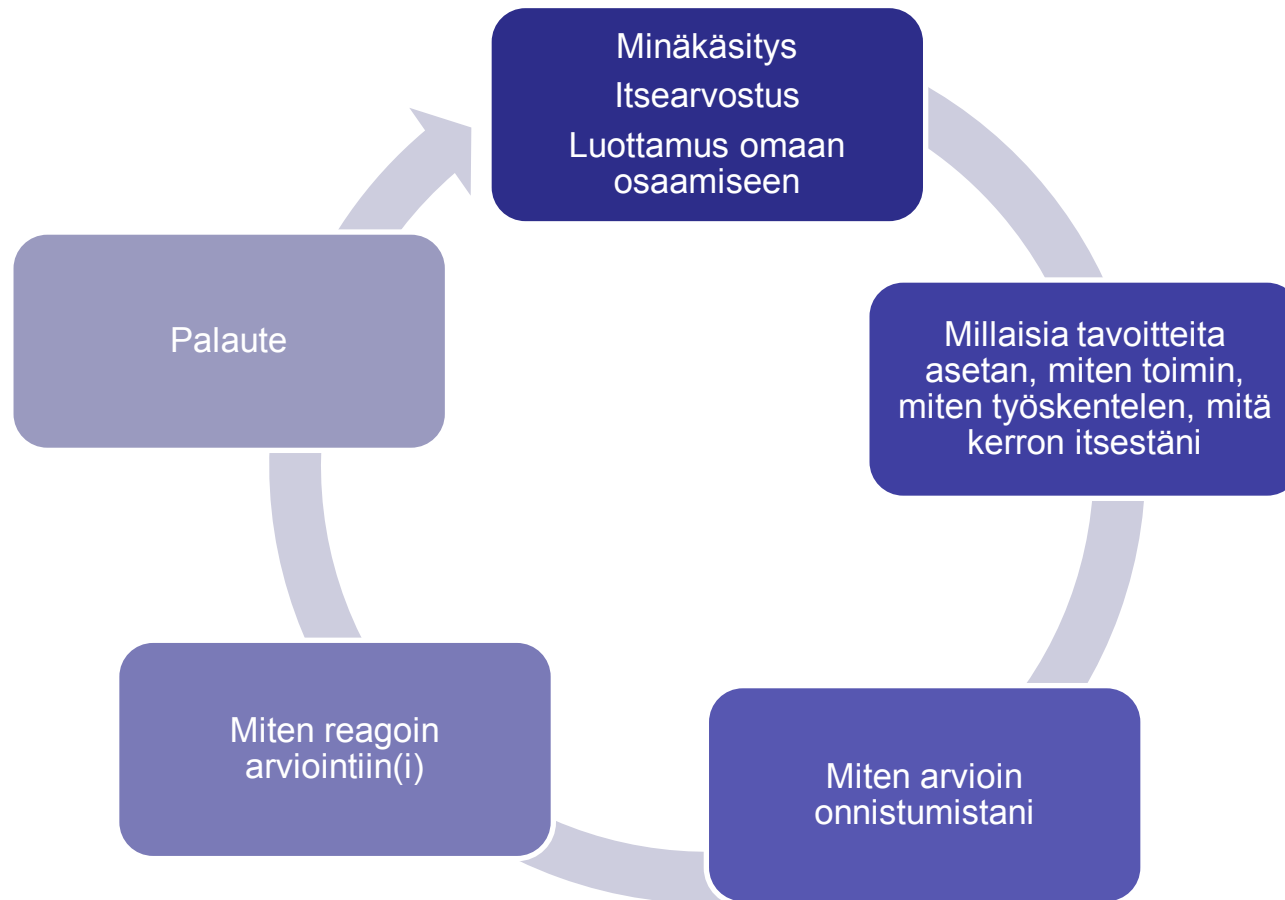 Minäkäsitys
Itsearvostus
Luottamus omaan
osaamiseen
Millaisia tavoitteita
asetan, miten toimin,
miten työskentelen, mitä
kerron itsestäni
Miten arvioin
onnistumistani
Miten reagoin
arviointiin(i)
Palaute